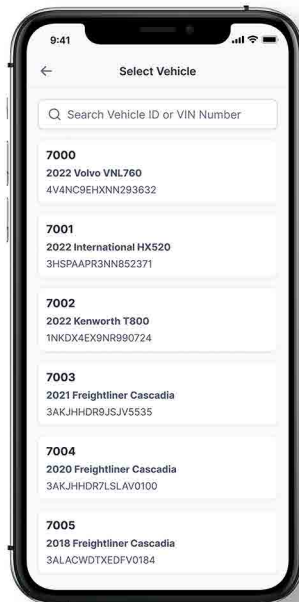 9:41
Select Vehicle
Search Vehicle ID or VIN Number
7000
2022 Volvo VNL760
4V4NC9EHXNN293632
7001
2022 International HX520
3HSPAAPR3NN852371
7002
2022 Kenworth T800
1NKDX4EX9NR990724
7003
2021 Freightliner Cascadia
3AKJHHDR9JSJV5535
7004
2020 Freightliner Cascadia
3AKJHHDR7LSLAV0100
7005
2018 Freightliner Cascadia
3ALACWDTXEDFV0184